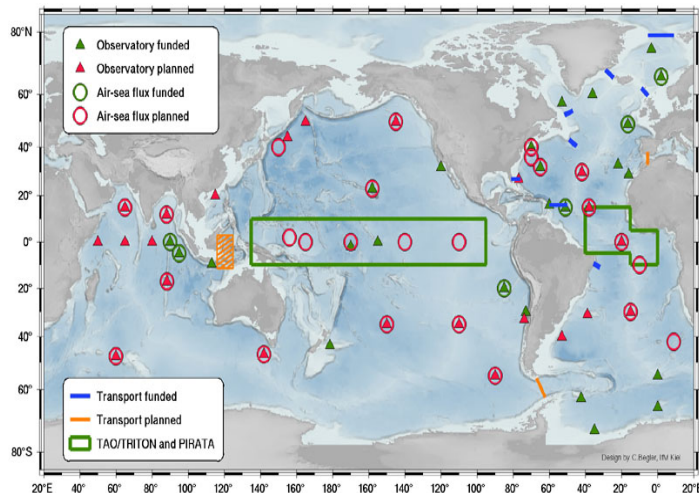 80°N
60°
40°
20°
0°
20°
40°
60°
80°S
Observatory funded
Observatory planned
Air-sea flux funded
Air-sea flux planned
Transport funded
Transport planned
TAO/TRITON and PIRATA
Design by C.Begler, IfM Kiel
20°E 40° 60° 80° 100° 120° 140° 160° 180° 160° 140° 120° 100° 80° 60° 40° 20°W 0° 20°E